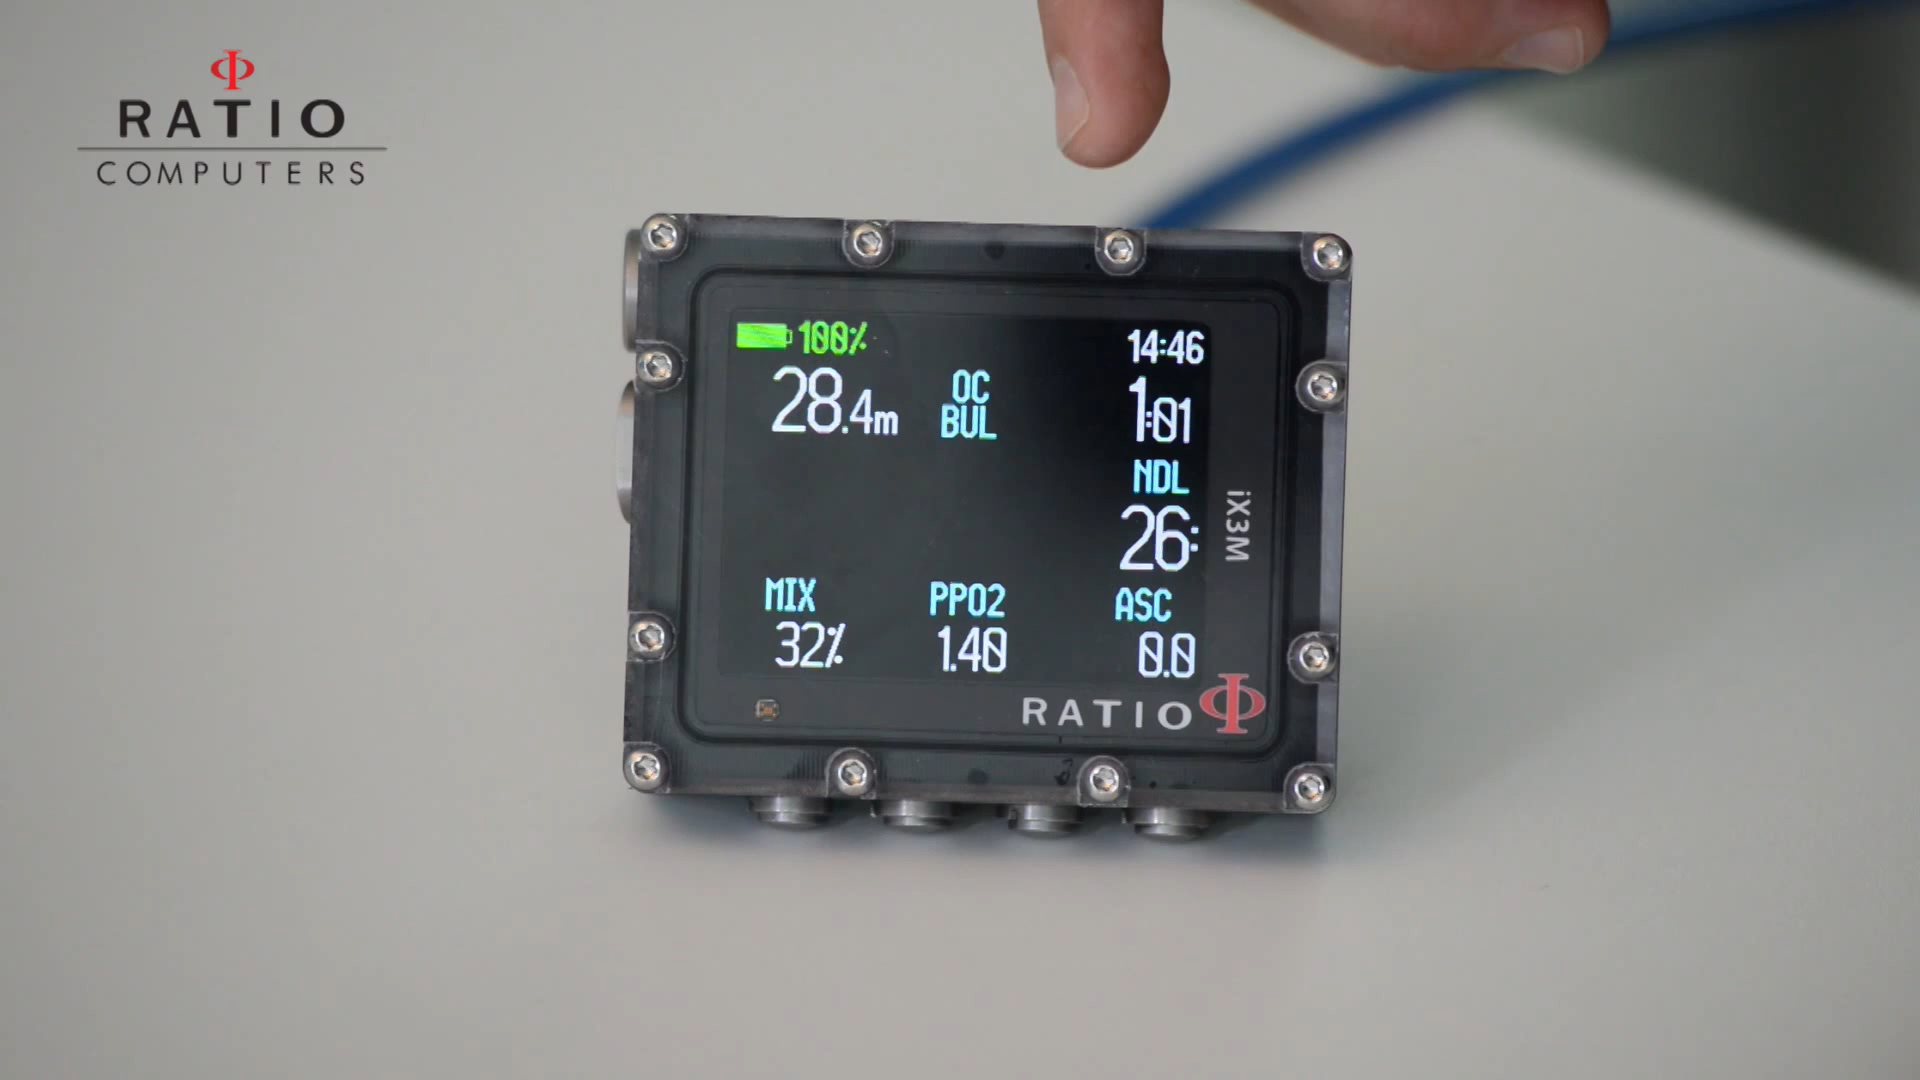 Φ
RATIO
COMPUTERS
100%
14:46
28.4m
OC
BUL
1:01
NDL
26:
iX3M
MIX
PPO2
ASC
32%
1.40
0.0
RATIO Φ